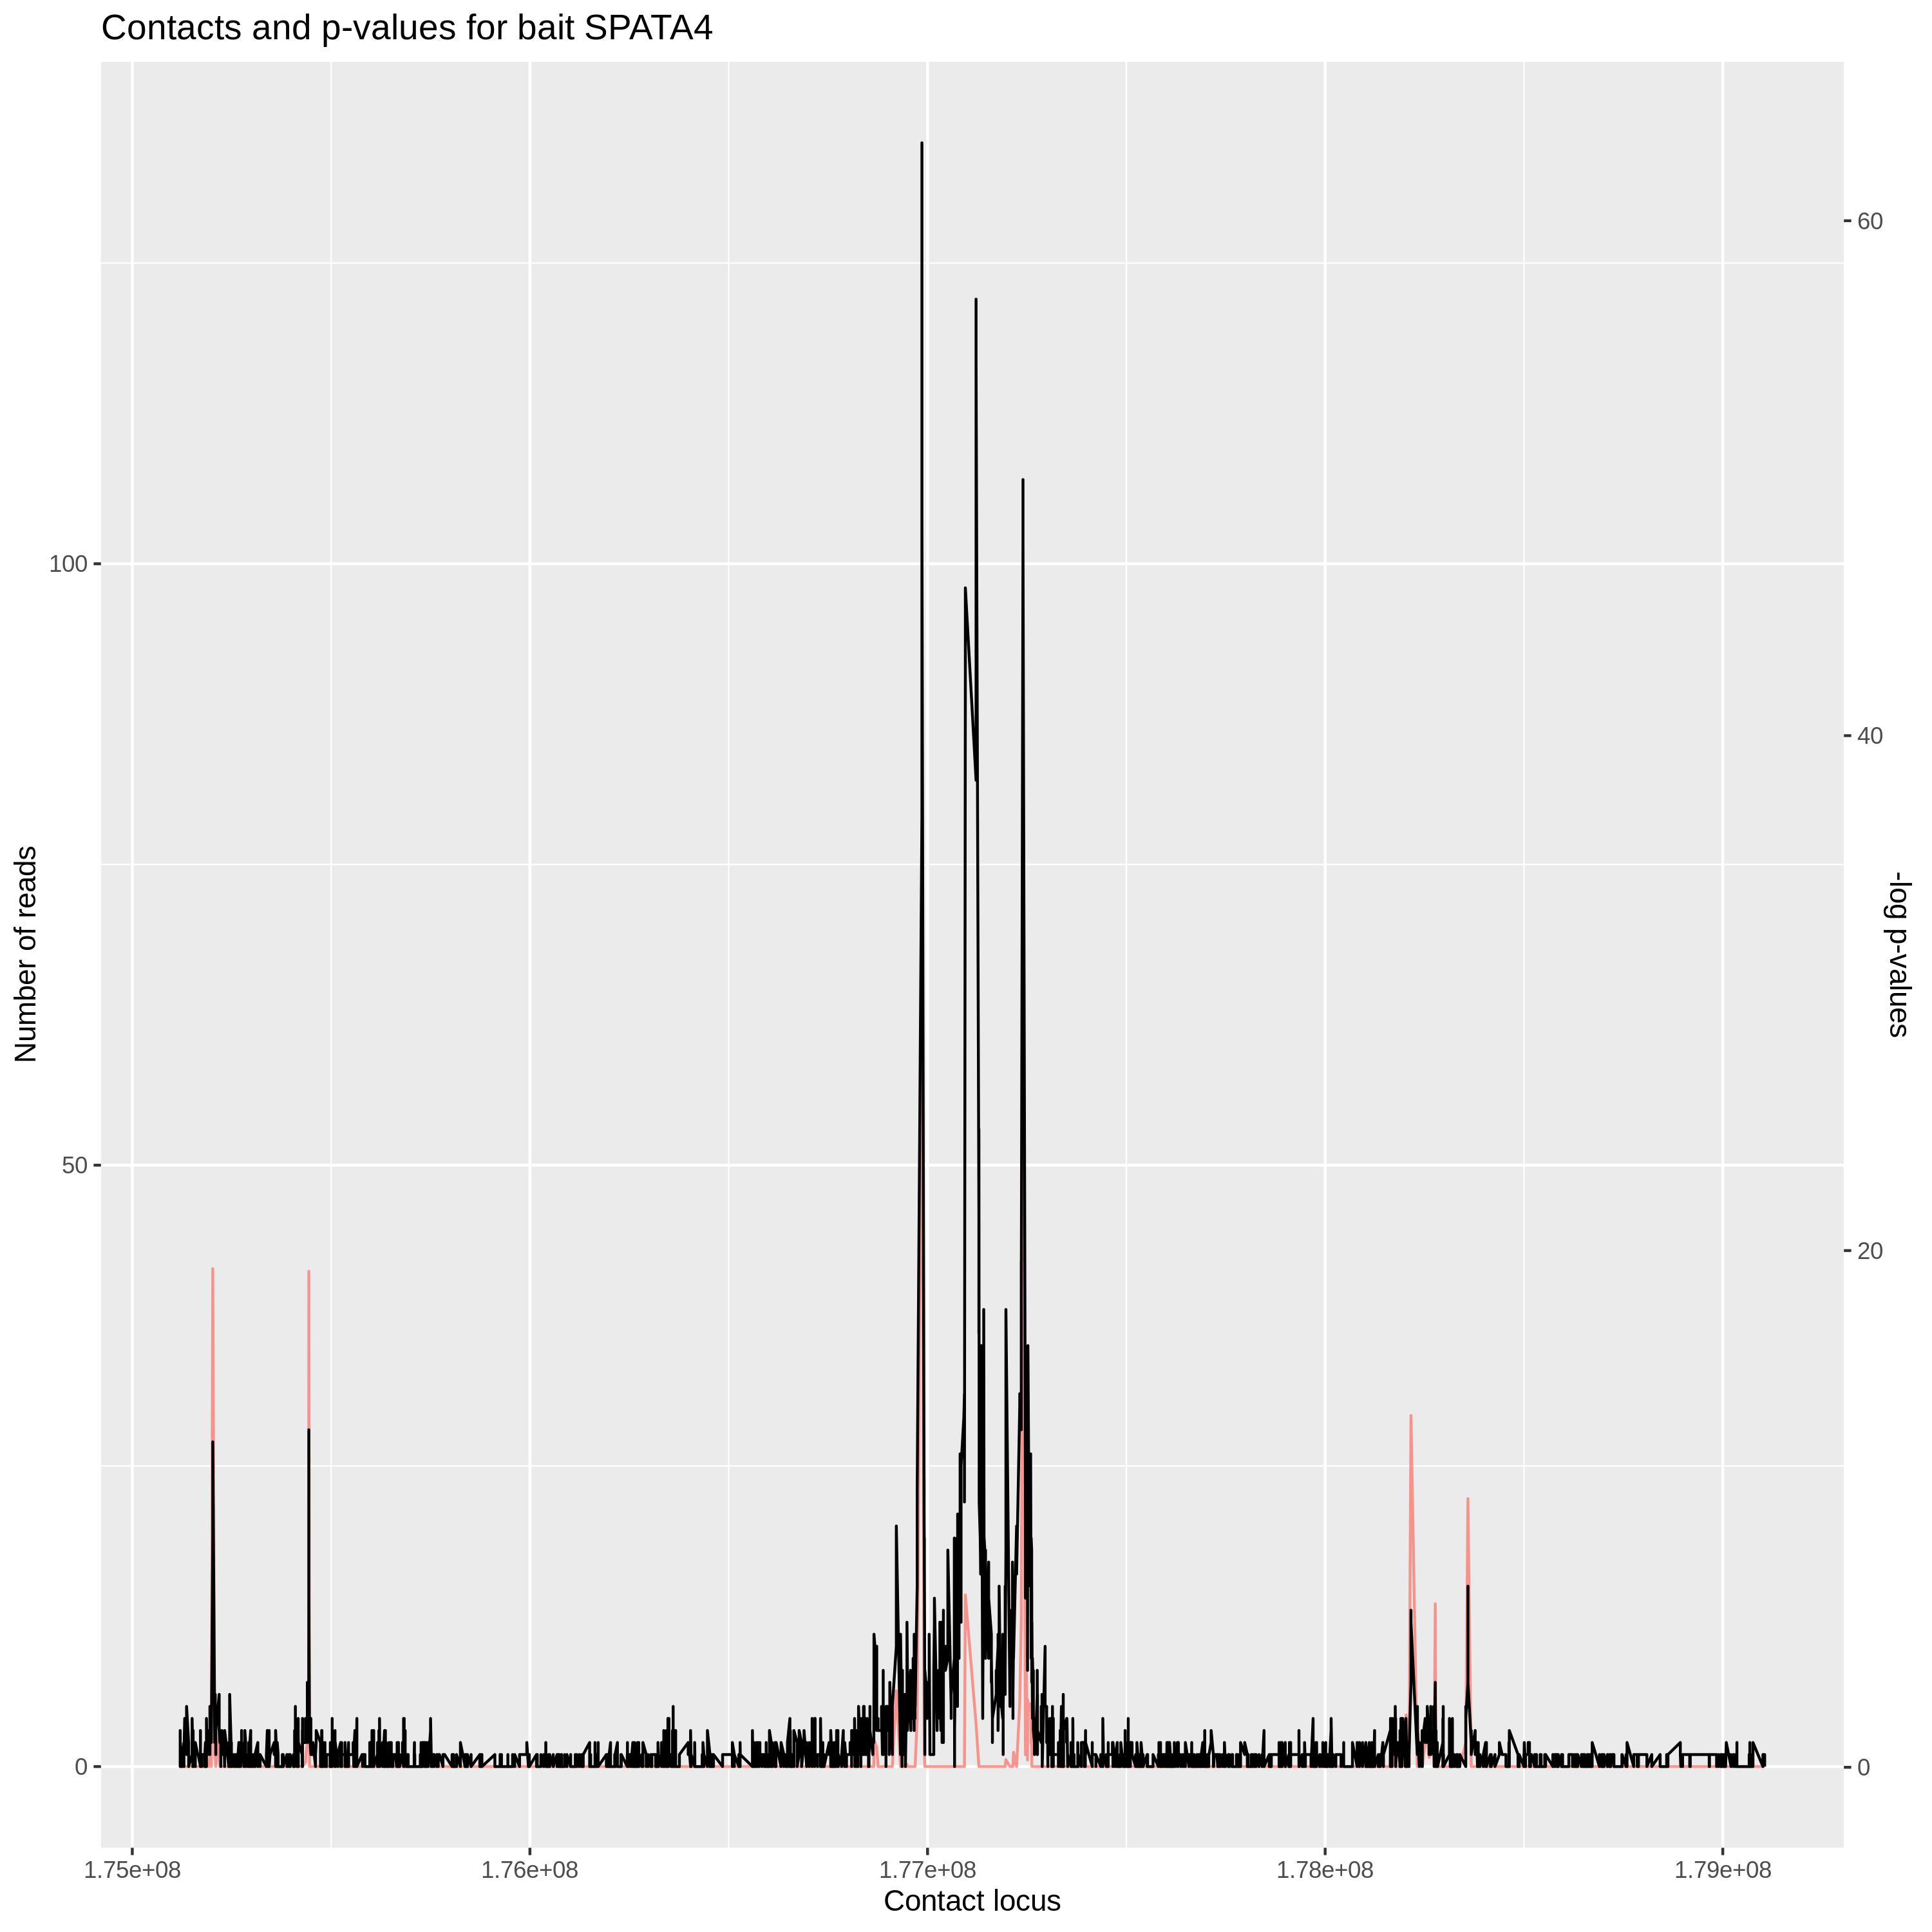 Contacts and p-values for bait SPATA4
Number of reads
100
50
0
60
40
20
0
-log p-values
1.75e+08
1.76e+08
1.77e+08
1.78e+08
1.79e+08
Contact locus